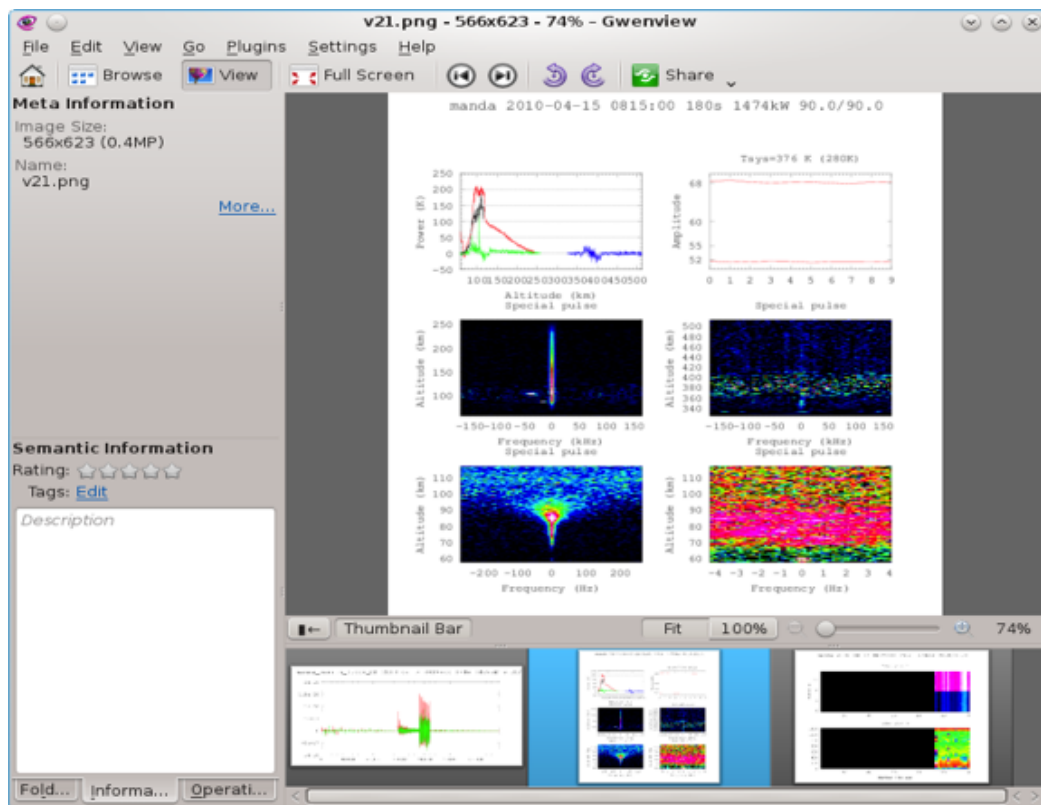 v21.png - 566x623 - 74% - Gwenview
File Edit View Go Plugins Settings Help
Browse View Full Screen Share
Meta Information
Image Size:
566x623 (0.4MP)
Name:
v21.png
More...
manda 2010-04-15 0815:00 180s 1474kW 90.0/90.0
Tsys=376 K (280K)
Power (K)
250
200
150
100
50
0
-50
100150200250300350400450500
Altitude (km)
Special pulse
Amplitude
68
55
52
0 1 2 3 4 5 6 7 8 9
Special pulse
Altitude (km)
250
200
150
100
-150-100-50 0 50 100 150
Frequency (kHz)
Special pulse
Altitude (km)
500
480
460
440
420
400
380
360
340
-150-100-50 0 50 100 150
Frequency (kHz)
Special pulse
Altitude (km)
110
100
90
80
70
60
-200 -100 0 100 200
Frequency (Hz)
Altitude (km)
110
100
90
80
70
60
-4 -3 -2 -1 0 1 2 3 4
Frequency (Hz)
Semantic Information
Rating:
Tags: Edit
Description
Thumbnail Bar Fit 100% 74%
Fold... Informa... Operati...